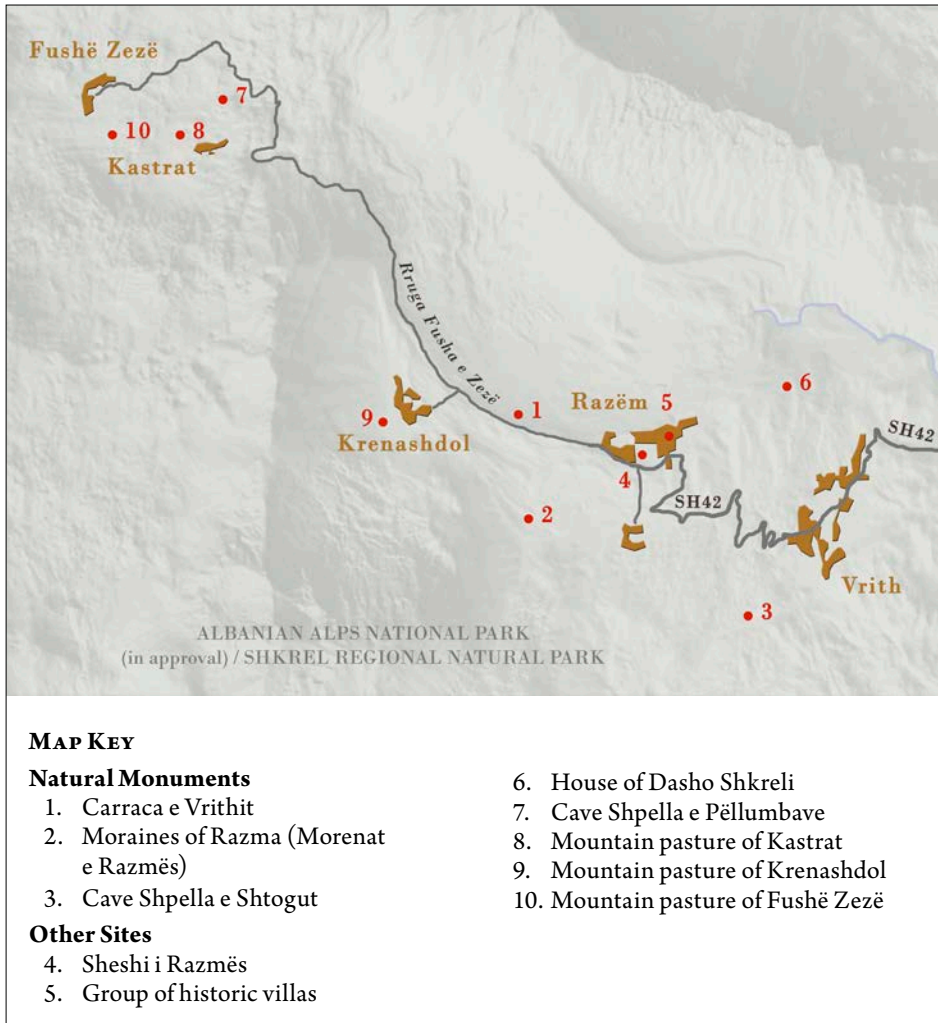 Fushë Zezë
7
10
8
Kastrat
Rruga Fusha e Zezë
6
Razëm 5
1
9
Krenashdol
SH42
4
SH42
2
Vrith
3
ALBANIAN ALPS NATIONAL PARK
(in approval) / SHKREL REGIONAL NATURAL PARK
MAP KEY
Natural Monuments
1. Carraca e Vrithit
2. Moraines of Razma (Morenat
e Razmës)
3. Cave Shpella e Shtogut
Other Sites
4. Sheshi i Razmës
5. Group of historic villas
6. House of Dasho Shkreli
7. Cave Shpella e Pëllumbave
8. Mountain pasture of Kastrat
9. Mountain pasture of Krenashdol
10. Mountain pasture of Fushë Zezë